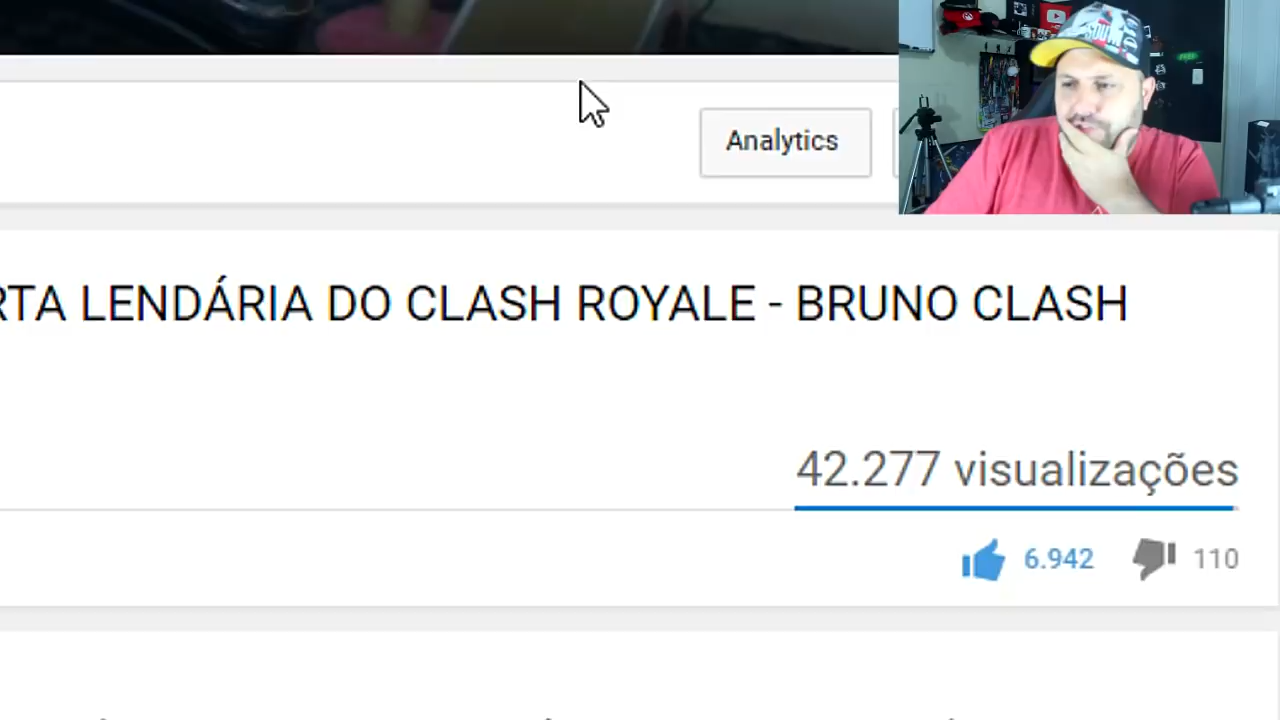 Analytics
RTA LENDÁRIA DO CLASH ROYALE - BRUNO CLASH
42.277 visualizações
6.942 110